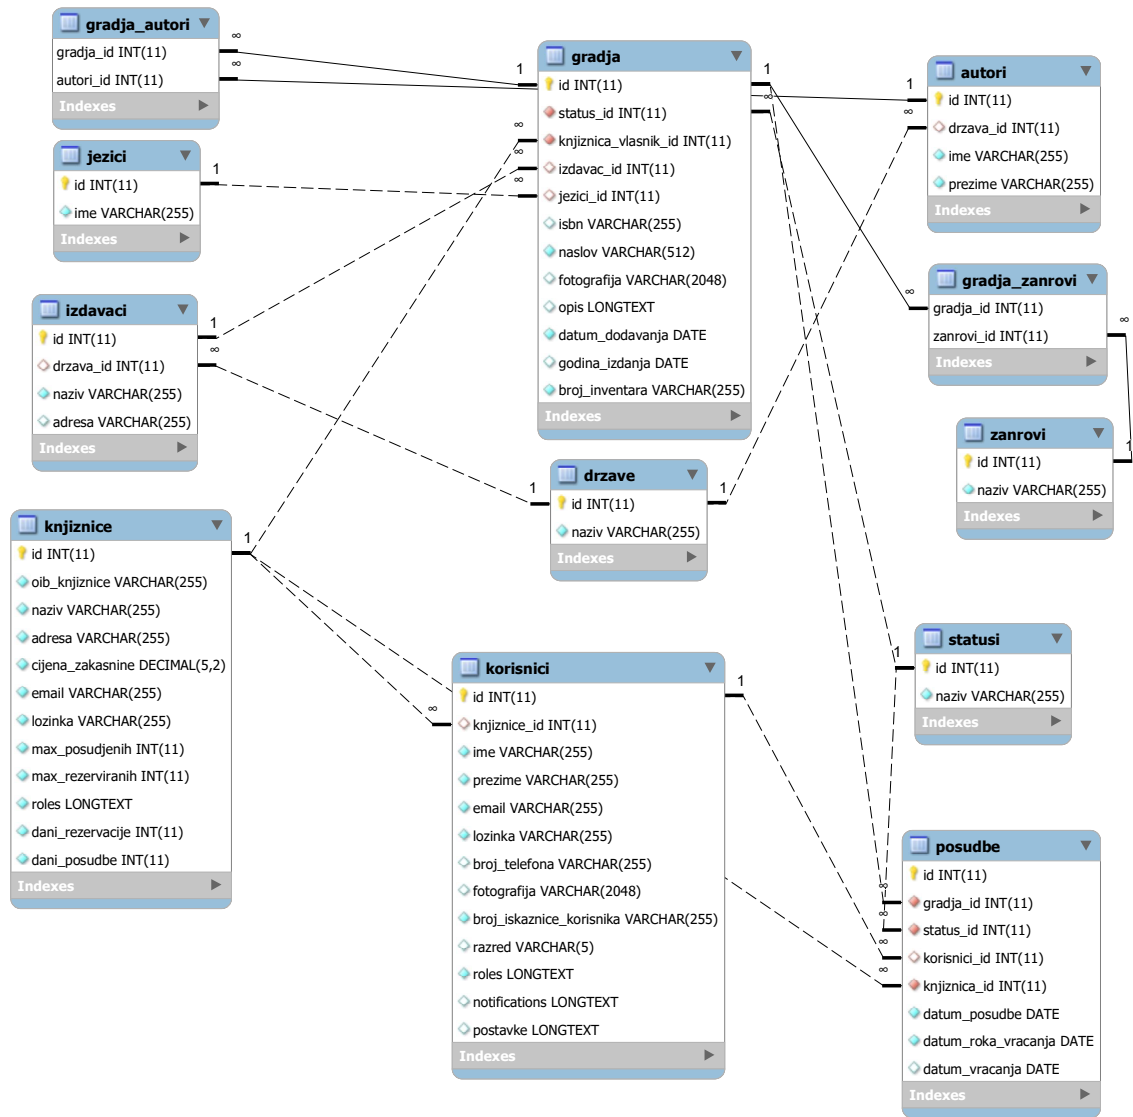 gradja_autori
gradja_id INT(11)
autori_id INT(11)
Indexes
∞
∞
jezici
id INT(11)
ime VARCHAR(255)
Indexes
1
izdavaci
id INT(11)
drzava_id INT(11)
naziv VARCHAR(255)
adresa VARCHAR(255)
Indexes
1
∞
knjiznice
id INT(11)
oib_knjiznice VARCHAR(255)
naziv VARCHAR(255)
adresa VARCHAR(255)
cijena_zakasnine DECIMAL(5,2)
email VARCHAR(255)
lozinka VARCHAR(255)
max_posudjenih INT(11)
max_rezerviranih INT(11)
roles LONGTEXT
dani_rezervacije INT(11)
dani_posudbe INT(11)
Indexes
1
gradja
id INT(11)
status_id INT(11)
knjiznica_vlasnik_id INT(11)
izdavac_id INT(11)
jezici_id INT(11)
isbn VARCHAR(255)
naslov VARCHAR(512)
fotografija VARCHAR(2048)
opis LONGTEXT
datum_dodavanja DATE
godina_izdanja DATE
broj_inventara VARCHAR(255)
Indexes
1
∞
∞
∞
1
∞
drzave
id INT(11)
naziv VARCHAR(255)
Indexes
1
1
korisnici
id INT(11)
knjiznice_id INT(11)
ime VARCHAR(255)
prezime VARCHAR(255)
email VARCHAR(255)
lozinka VARCHAR(255)
broj_telefona VARCHAR(255)
fotografija VARCHAR(2048)
broj_iskaznice_korisnika VARCHAR(255)
razred VARCHAR(5)
roles LONGTEXT
notifications LONGTEXT
postavke LONGTEXT
Indexes
∞
1
autori
id INT(11)
drzava_id INT(11)
ime VARCHAR(255)
prezime VARCHAR(255)
Indexes
1
∞
gradja_zanrovi
gradja_id INT(11)
zanrovi_id INT(11)
Indexes
∞
∞
zanrovi
id INT(11)
naziv VARCHAR(255)
Indexes
1
statusi
id INT(11)
naziv VARCHAR(255)
Indexes
1
posudbe
id INT(11)
gradja_id INT(11)
status_id INT(11)
korisnici_id INT(11)
knjiznica_id INT(11)
datum_posudbe DATE
datum_roka_vracanja DATE
datum_vracanja DATE
Indexes
∞
∞
∞
∞